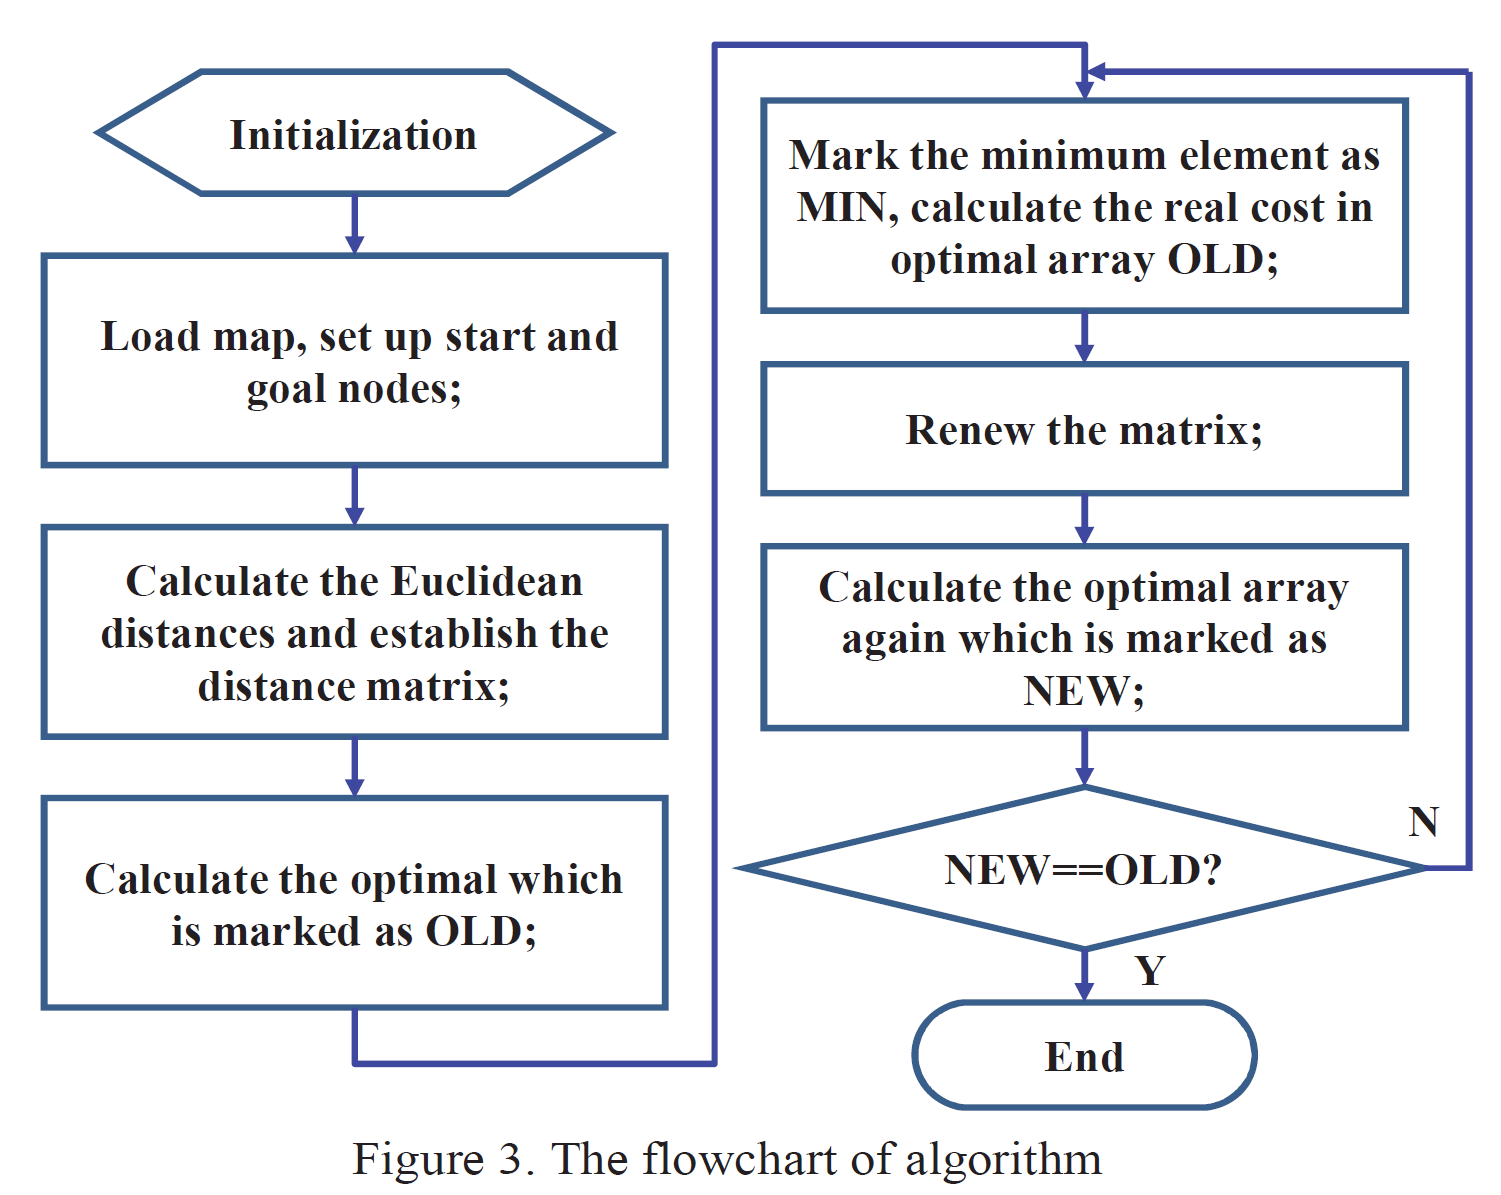 Initialization
Load map, set up start and
goal nodes;
Calculate the Euclidean
distances and establish the
distance matrix;
Calculate the optimal which
is marked as OLD;
Mark the minimum element as
MIN, calculate the real cost in
optimal array OLD;
Renew the matrix;
Calculate the optimal array
again which is marked as
NEW;
NEW==OLD?
N
Y
End
Figure 3. The flowchart of algorithm